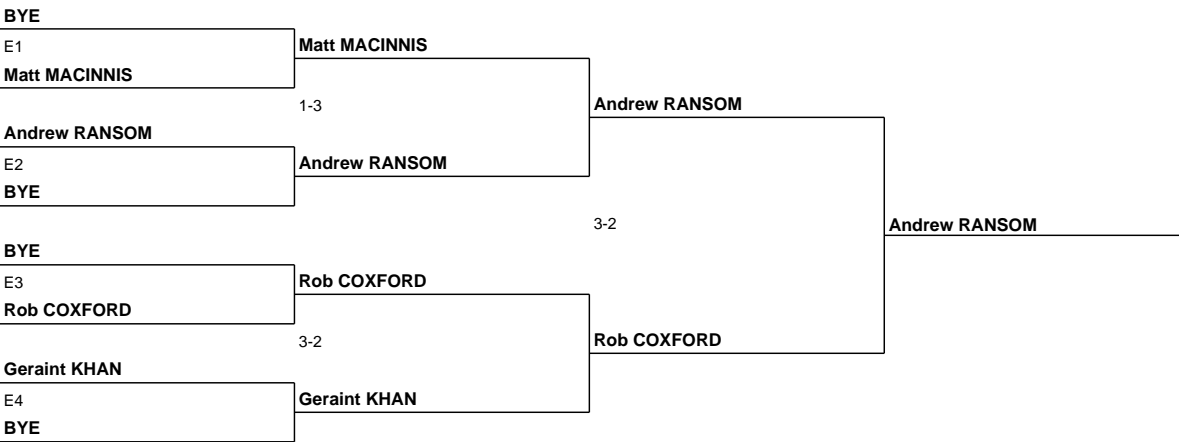 BYE
E1
Matt MACINNIS
Matt MACINNIS
1-3
Andrew RANSOM
Andrew RANSOM
E2
Andrew RANSOM
BYE
3-2
Andrew RANSOM
BYE
E3
Rob COXFORD
Rob COXFORD
3-2
Rob COXFORD
Geraint KHAN
E4
Geraint KHAN
BYE